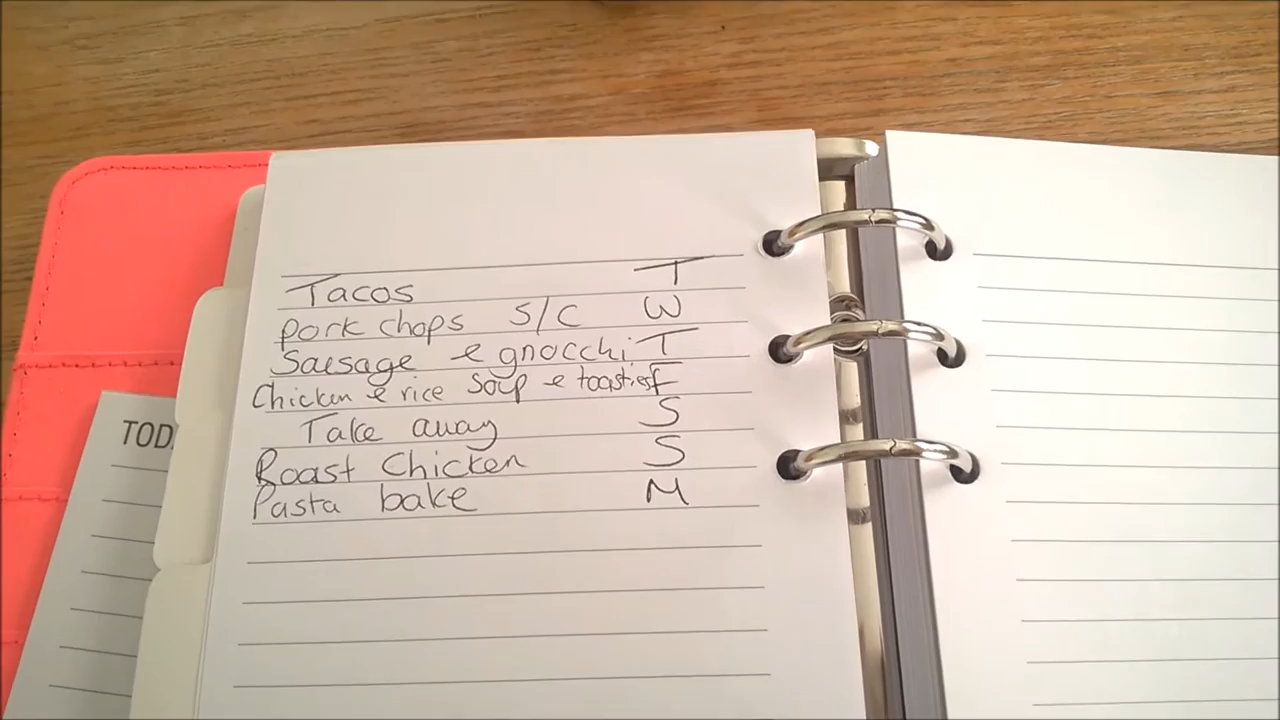 Tacos T
pork chops S/C W
Sausage e gnocchi T
Chicken e rice Soup e toasties F
Take away S
Roast Chicken S
Pasta bake M
TOD